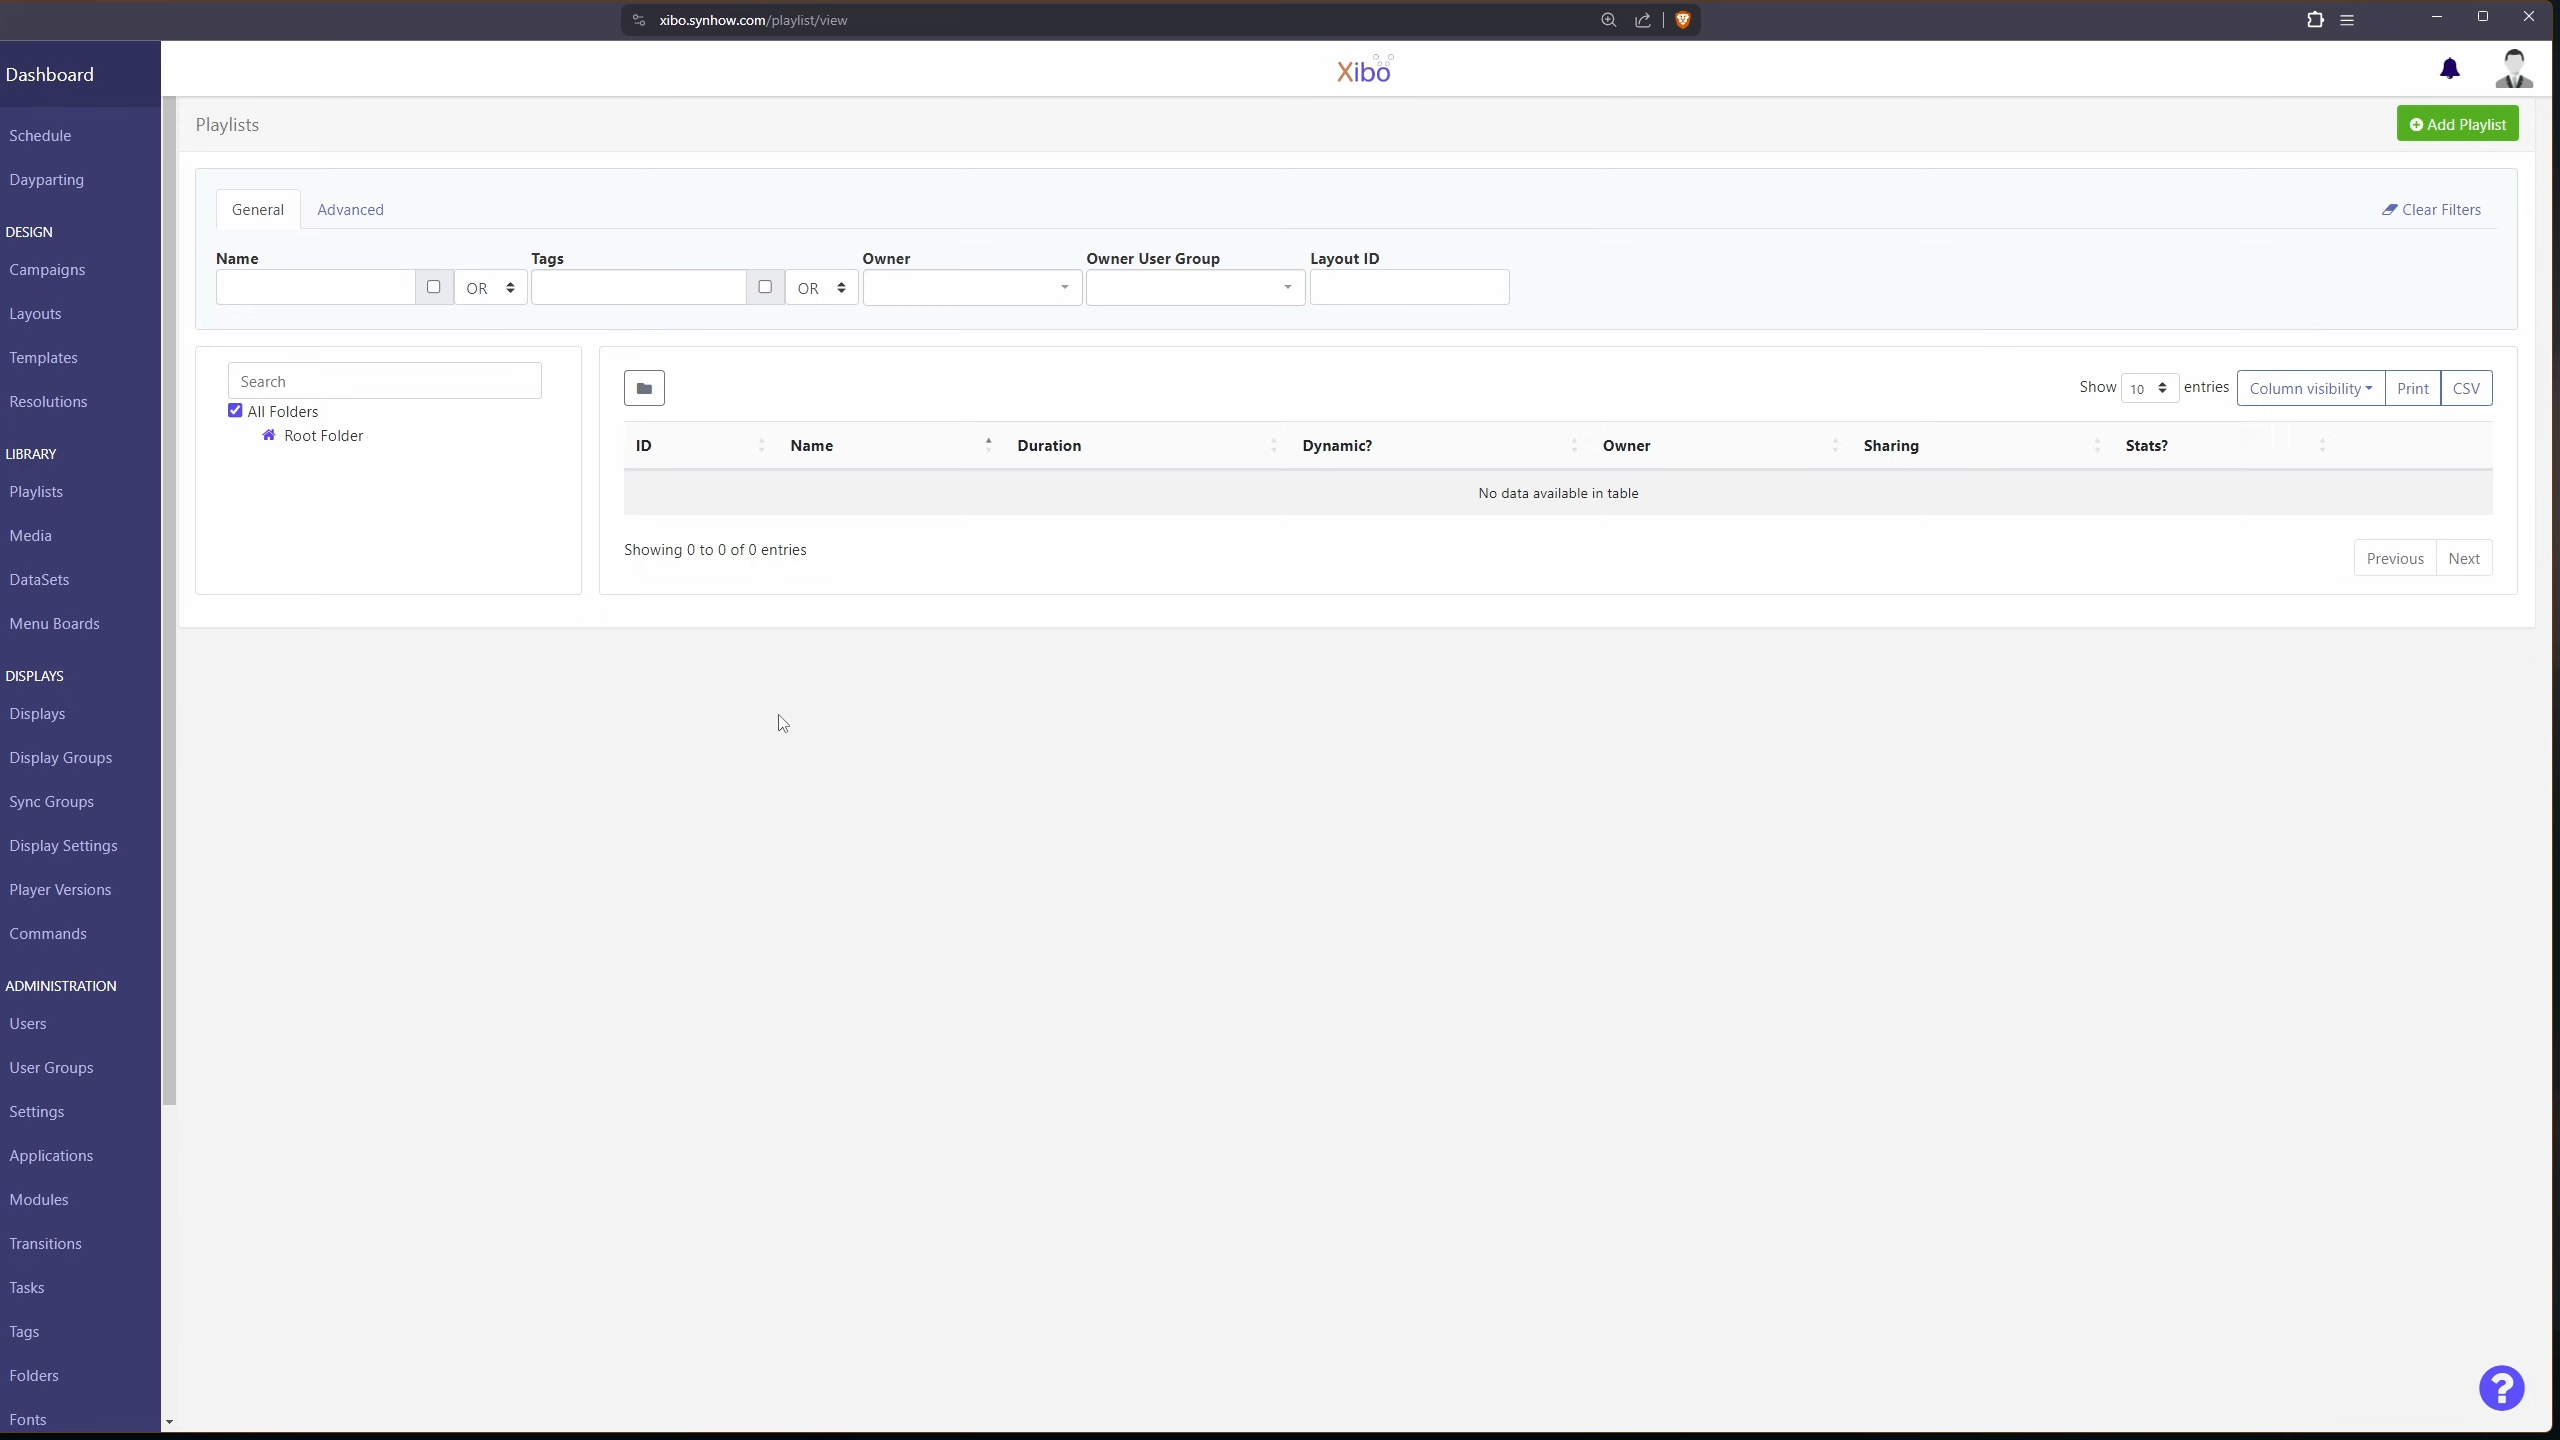 xibo.synhow.com/playlist/view
Dashboard
Xibo
Schedule
Dayparting
DESIGN
Campaigns
Layouts
Templates
Resolutions
LIBRARY
Playlists
Media
DataSets
Menu Boards
DISPLAYS
Displays
Display Groups
Sync Groups
Display Settings
Player Versions
Commands
ADMINISTRATION
Users
User Groups
Settings
Applications
Modules
Transitions
Tasks
Tags
Folders
Fonts
Playlists
Add Playlist
General Advanced Clear Filters
Name Tags Owner Owner User Group Layout ID
OR OR
Search
All Folders
Root Folder
Show 10 entries Column visibility Print CSV
ID Name Duration Dynamic? Owner Sharing Stats?
No data available in table
Showing 0 to 0 of 0 entries
Previous Next
?